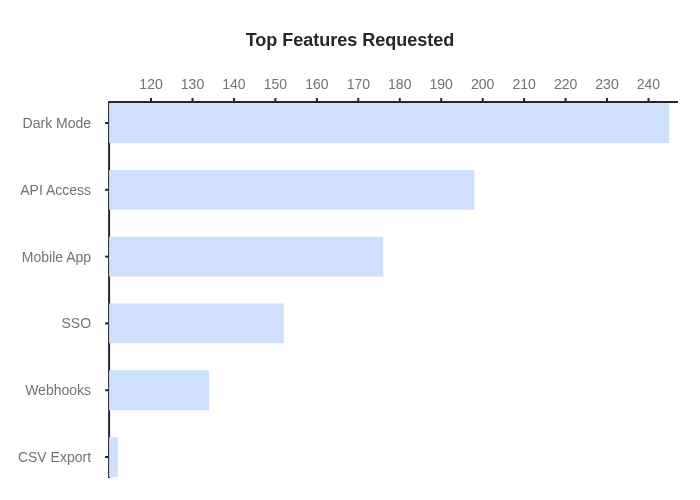 Top Features Requested
120 130 140 150 160 170 180 190 200 210 220 230 240
Dark Mode
API Access
Mobile App
SSO
Webhooks
CSV Export